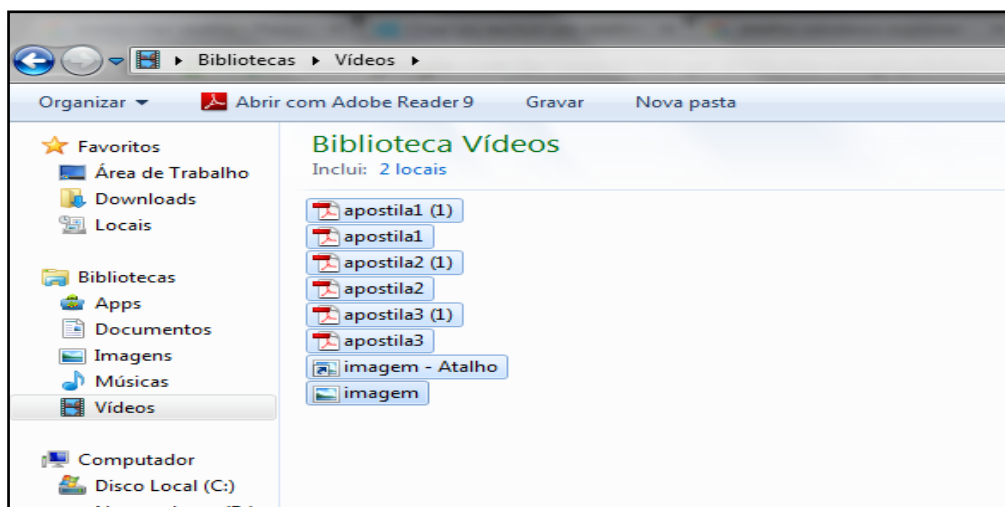 Bibliotecas Vídeos
Organizar Abrir com Adobe Reader 9 Gravar Nova pasta
Favoritos
Área de Trabalho
Downloads
Locais
Bibliotecas
Apps
Documentos
Imagens
Músicas
Vídeos
Computador
Disco Local (C:)
Biblioteca Vídeos
Inclui: 2 locais
apostila1 (1)
apostila1
apostila2 (1)
apostila2
apostila3 (1)
apostila3
imagem - Atalho
imagem